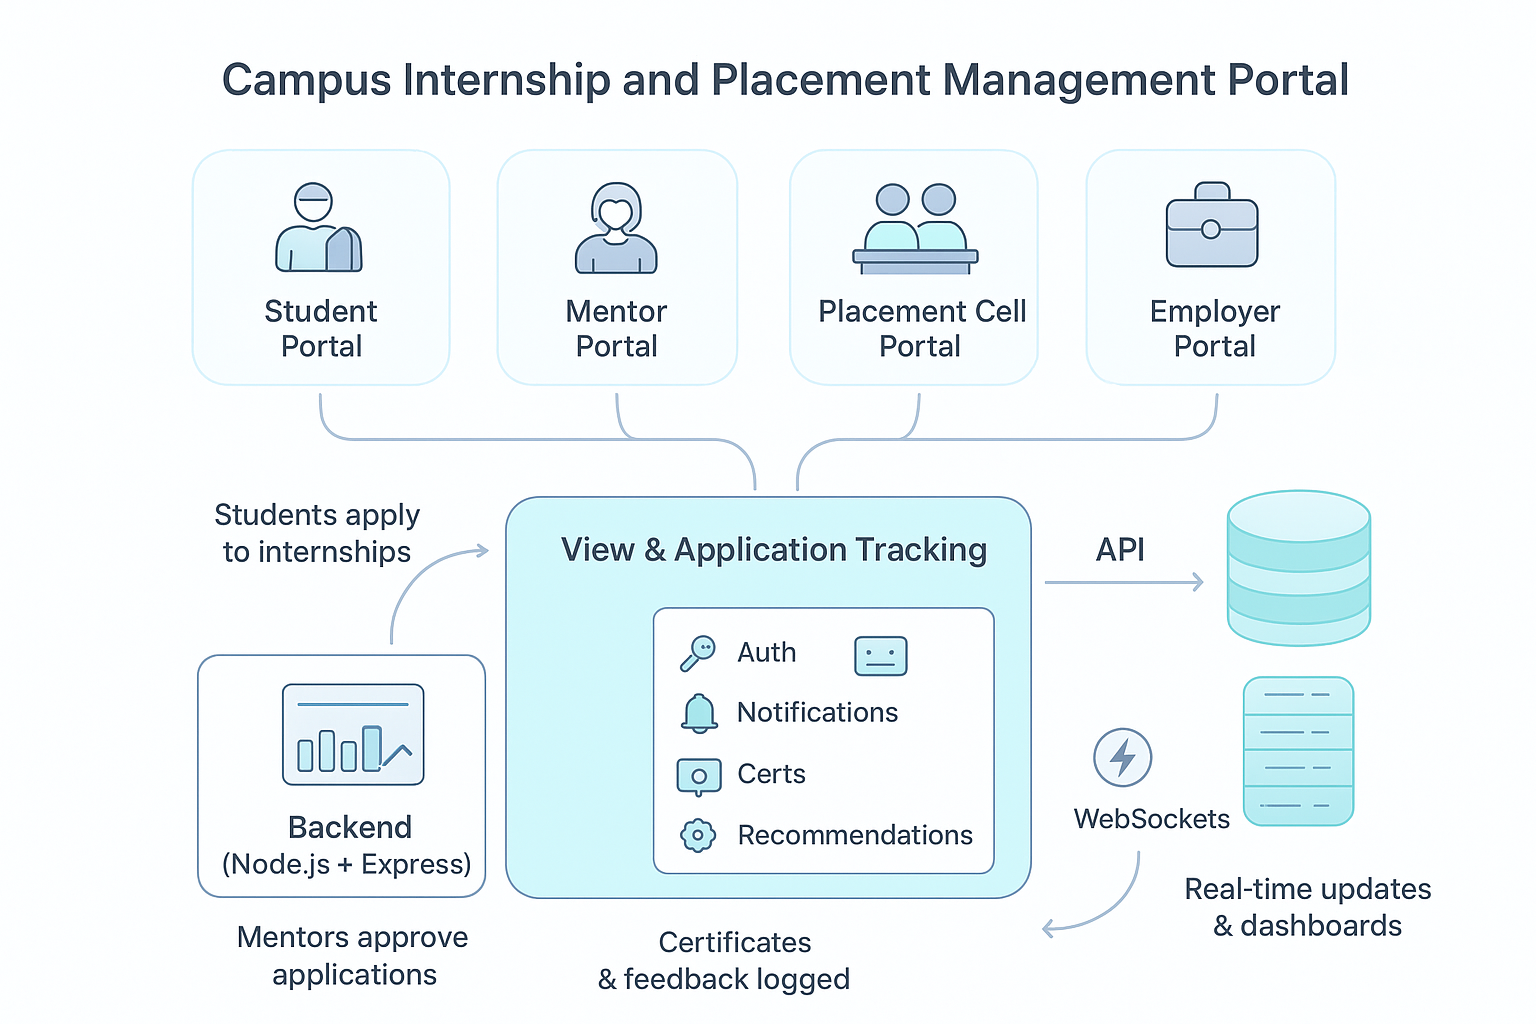 Campus Internship and Placement Management Portal
Student
Portal
Mentor
Portal
Placement Cell
Portal
Employer
Portal
Students apply
to internships
View & Application Tracking
API
Auth
Notifications
Certs
Recommendations
Backend
(Node.js + Express)
WebSockets
Mentors approve
applications
Certificates
& feedback logged
Real-time updates
& dashboards